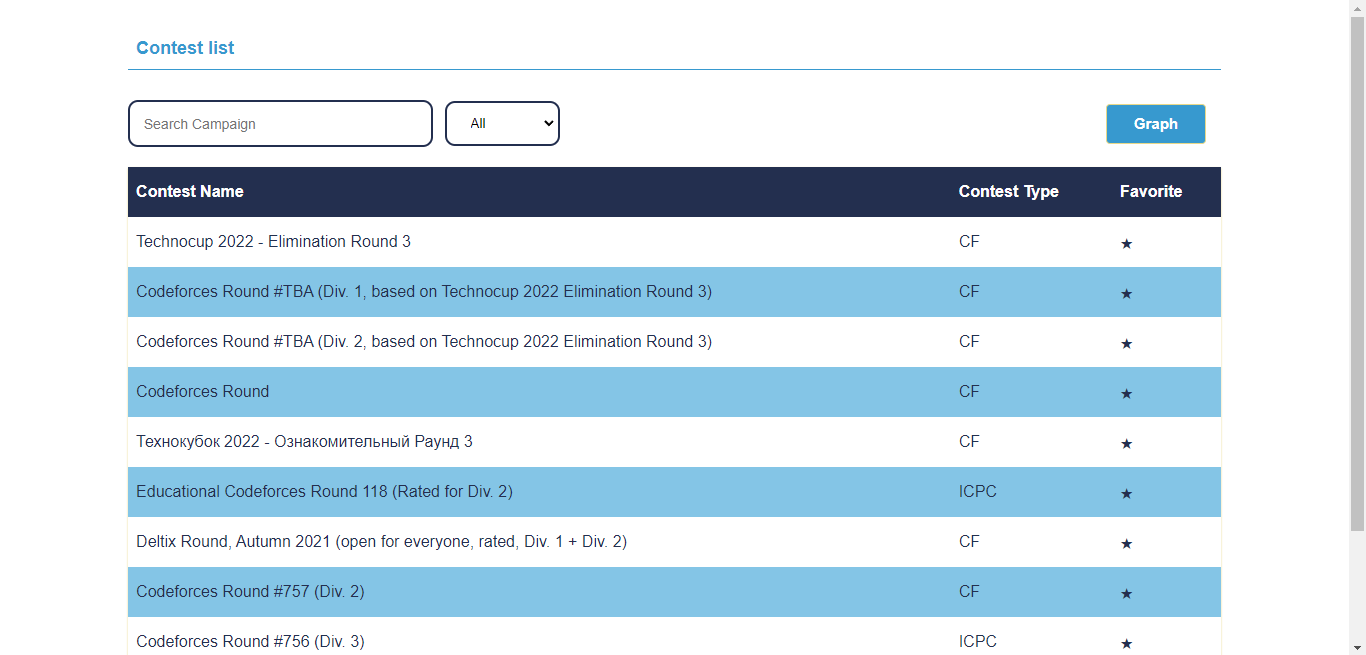 Contest list
Search Campaign All Graph
Contest Name Contest Type Favorite
Technocup 2022 - Elimination Round 3 CF ★
Codeforces Round #TBA (Div. 1, based on Technocup 2022 Elimination Round 3) CF ★
Codeforces Round #TBA (Div. 2, based on Technocup 2022 Elimination Round 3) CF ★
Codeforces Round CF ★
Технокубок 2022 - Ознакомительный Раунд 3 CF ★
Educational Codeforces Round 118 (Rated for Div. 2) ICPC ★
Deltix Round, Autumn 2021 (open for everyone, rated, Div. 1 + Div. 2) CF ★
Codeforces Round #757 (Div. 2) CF ★
Codeforces Round #756 (Div. 3) ICPC ★